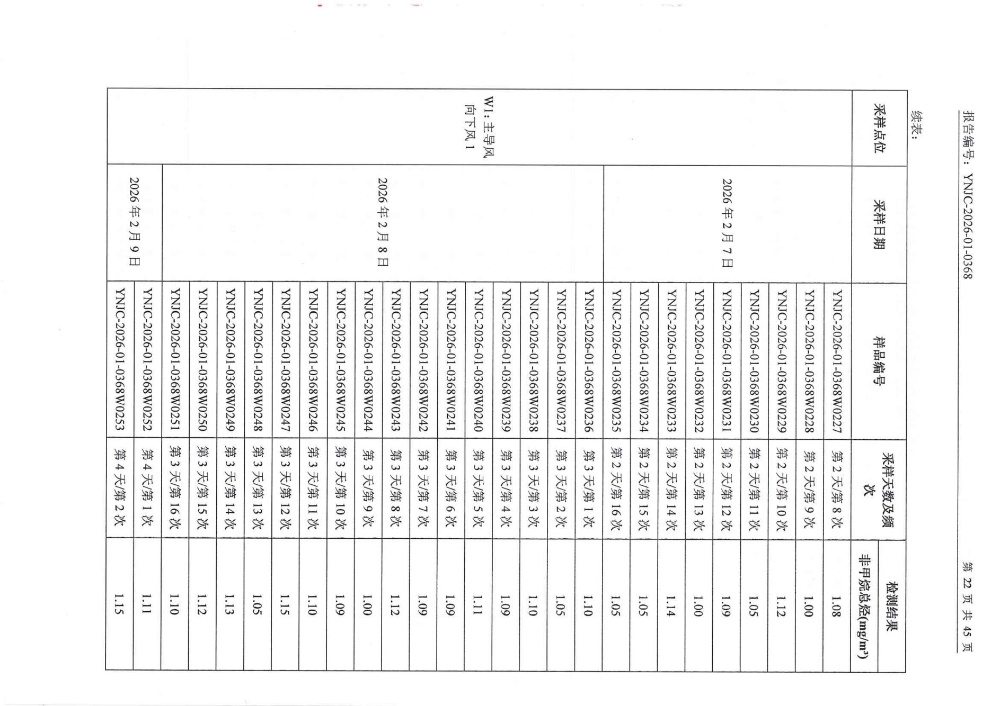 报告编号：YNJC-2026-01-0368 第 22 页 共 45 页
续表：
采样点位 采样日期 样品编号 采样天数及频次 检测结果
非甲烷总烃(mg/m³)
W1：主导风
向下风 1
2026 年 2 月 7 日
YNJC-2026-01-0368W0227 第 2 天/第 8 次 1.08
YNJC-2026-01-0368W0228 第 2 天/第 9 次 1.00
YNJC-2026-01-0368W0229 第 2 天/第 10 次 1.12
YNJC-2026-01-0368W0230 第 2 天/第 11 次 1.05
YNJC-2026-01-0368W0231 第 2 天/第 12 次 1.09
YNJC-2026-01-0368W0232 第 2 天/第 13 次 1.00
YNJC-2026-01-0368W0233 第 2 天/第 14 次 1.14
YNJC-2026-01-0368W0234 第 2 天/第 15 次 1.05
YNJC-2026-01-0368W0235 第 2 天/第 16 次 1.05
2026 年 2 月 8 日
YNJC-2026-01-0368W0236 第 3 天/第 1 次 1.10
YNJC-2026-01-0368W0237 第 3 天/第 2 次 1.05
YNJC-2026-01-0368W0238 第 3 天/第 3 次 1.10
YNJC-2026-01-0368W0239 第 3 天/第 4 次 1.09
YNJC-2026-01-0368W0240 第 3 天/第 5 次 1.11
YNJC-2026-01-0368W0241 第 3 天/第 6 次 1.09
YNJC-2026-01-0368W0242 第 3 天/第 7 次 1.09
YNJC-2026-01-0368W0243 第 3 天/第 8 次 1.12
YNJC-2026-01-0368W0244 第 3 天/第 9 次 1.00
YNJC-2026-01-0368W0245 第 3 天/第 10 次 1.09
YNJC-2026-01-0368W0246 第 3 天/第 11 次 1.10
YNJC-2026-01-0368W0247 第 3 天/第 12 次 1.15
YNJC-2026-01-0368W0248 第 3 天/第 13 次 1.05
YNJC-2026-01-0368W0249 第 3 天/第 14 次 1.13
YNJC-2026-01-0368W0250 第 3 天/第 15 次 1.12
YNJC-2026-01-0368W0251 第 3 天/第 16 次 1.10
2026 年 2 月 9 日
YNJC-2026-01-0368W0252 第 4 天/第 1 次 1.11
YNJC-2026-01-0368W0253 第 4 天/第 2 次 1.15